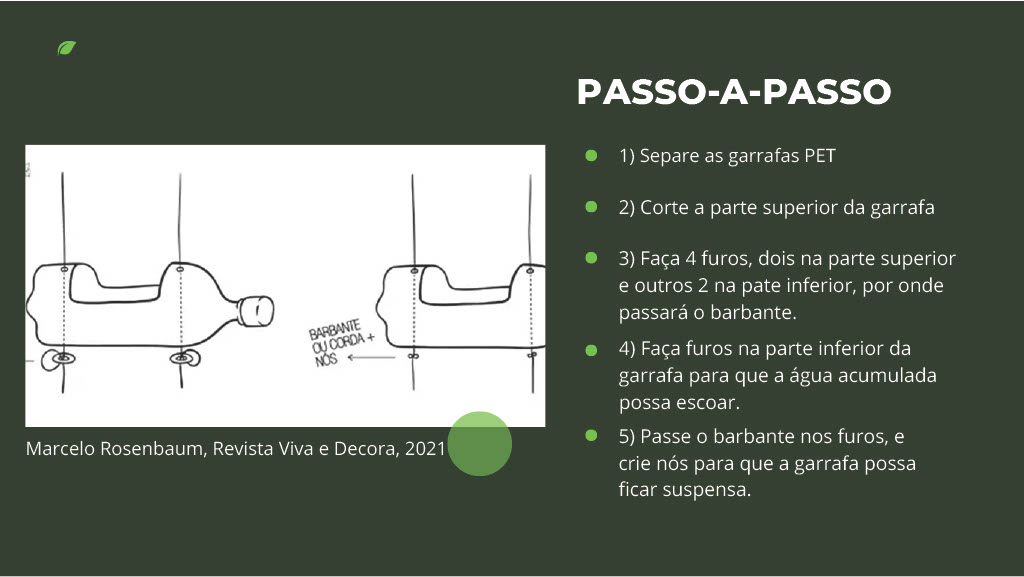 PASSO-A-PASSO
1) Separe as garrafas PET
2) Corte a parte superior da garrafa
3) Faça 4 furos, dois na parte superior
e outros 2 na pate inferior, por onde
passará o barbante.
4) Faça furos na parte inferior da
garrafa para que a água acumulada
possa escoar.
5) Passe o barbante nos furos, e
crie nós para que a garrafa possa
ficar suspensa.
BARBANTE
OU CORDA +
NÓS
Marcelo Rosenbaum, Revista Viva e Decora, 2021